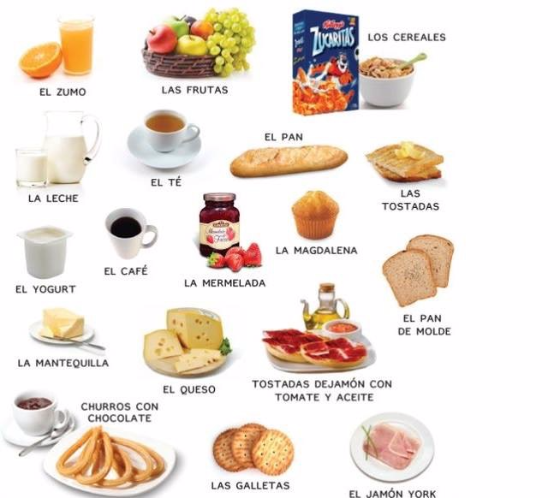 Kellogg's
ZUCARITAS
LOS CEREALES
EL ZUMO
LAS FRUTAS
EL PAN
LA LECHE
EL TÉ
LAS
TOSTADAS
LA MAGDALENA
EL YOGURT
EL CAFÉ
LA MERMELADA
EL PAN
DE MOLDE
LA MANTEQUILLA
EL QUESO
TOSTADAS DEJAMÓN CON
TOMATE Y ACEITE
CHURROS CON
CHOCOLATE
LAS GALLETAS
EL JAMÓN YORK